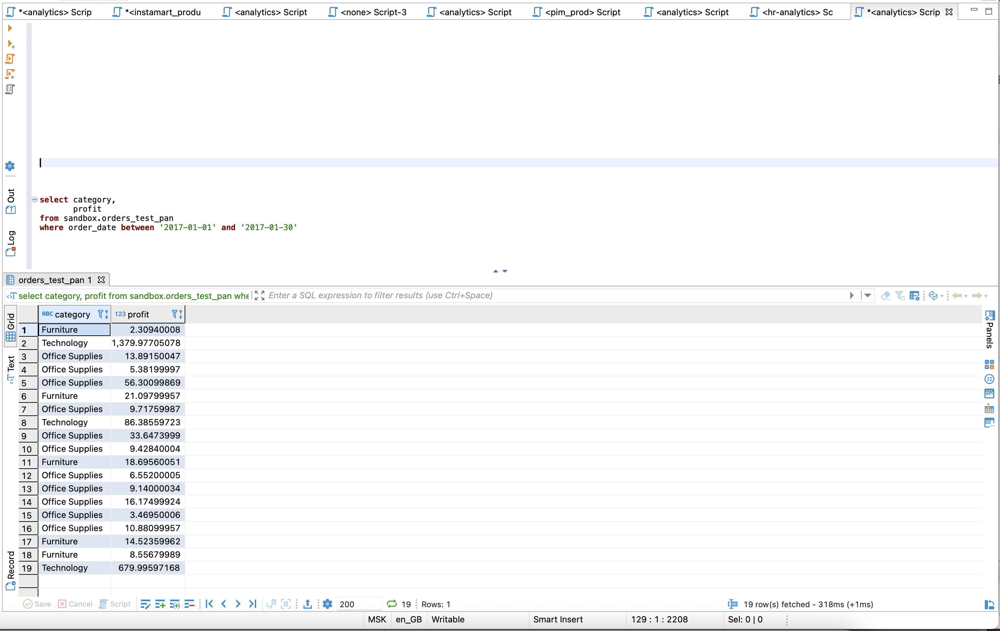 *<analytics> Scrip
*<instamart_produ
<analytics> Script
<none> Script-3
<analytics> Script
<pim_prod> Script
<analytics> Script
<hr-analytics> Sc
*<analytics> Scrip
Out
Log
select category,
profit
from sandbox.orders_test_pan
where order_date between '2017-01-01' and '2017-01-30'
orders_test_pan 1
select category, profit from sandbox.orders_test_pan whe
Enter a SQL expression to filter results (use Ctrl+Space)
Grid
Text
Record
Panels
ABC category 123 profit
1 Furniture 2.30940008
2 Technology 1,379.97705078
3 Office Supplies 13.89150047
4 Office Supplies 5.38199997
5 Office Supplies 56.30099869
6 Furniture 21.09799957
7 Office Supplies 9.71759987
8 Technology 86.38559723
9 Office Supplies 33.6473999
10 Office Supplies 9.42840004
11 Furniture 18.69560051
12 Office Supplies 6.55200005
13 Office Supplies 9.14000034
14 Office Supplies 16.17499924
15 Office Supplies 3.46950006
16 Office Supplies 10.88099957
17 Furniture 14.52359962
18 Furniture 8.55679989
19 Technology 679.99597168
Save Cancel Script 200 19 Rows: 1 19 row(s) fetched - 318ms (+1ms)
MSK en_GB Writable Smart Insert 129 : 1 : 2208 Sel: 0 | 0